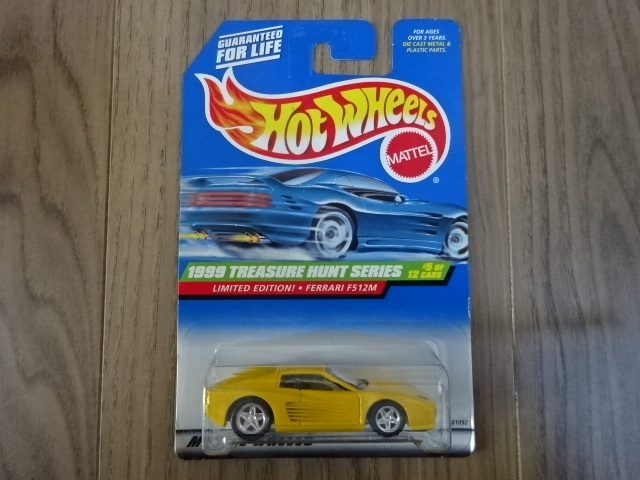 GUARANTEED
FOR LIFE
FOR AGES
OVER 3 YEARS.
DIE CAST METAL &
PLASTIC PARTS.
HOT WHEELS
®
MATTEL
1999 TREASURE HUNT SERIES
#5 OF
12 CARS
LIMITED EDITION! • FERRARI F512M
21092